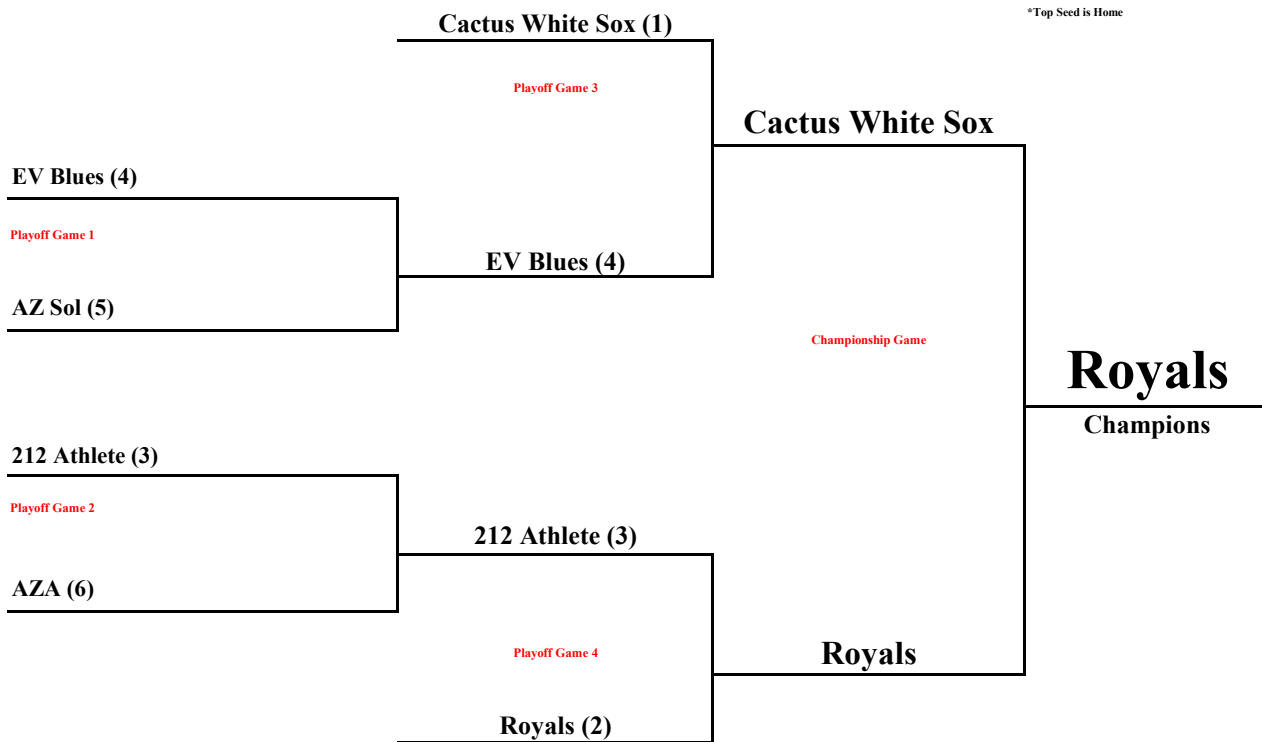 *Top Seed is Home
Cactus White Sox (1)
Playoff Game 3
Cactus White Sox
EV Blues (4)
Playoff Game 1
EV Blues (4)
AZ Sol (5)
Championship Game
Royals
Champions
212 Athlete (3)
Playoff Game 2
212 Athlete (3)
AZA (6)
Playoff Game 4
Royals
Royals (2)